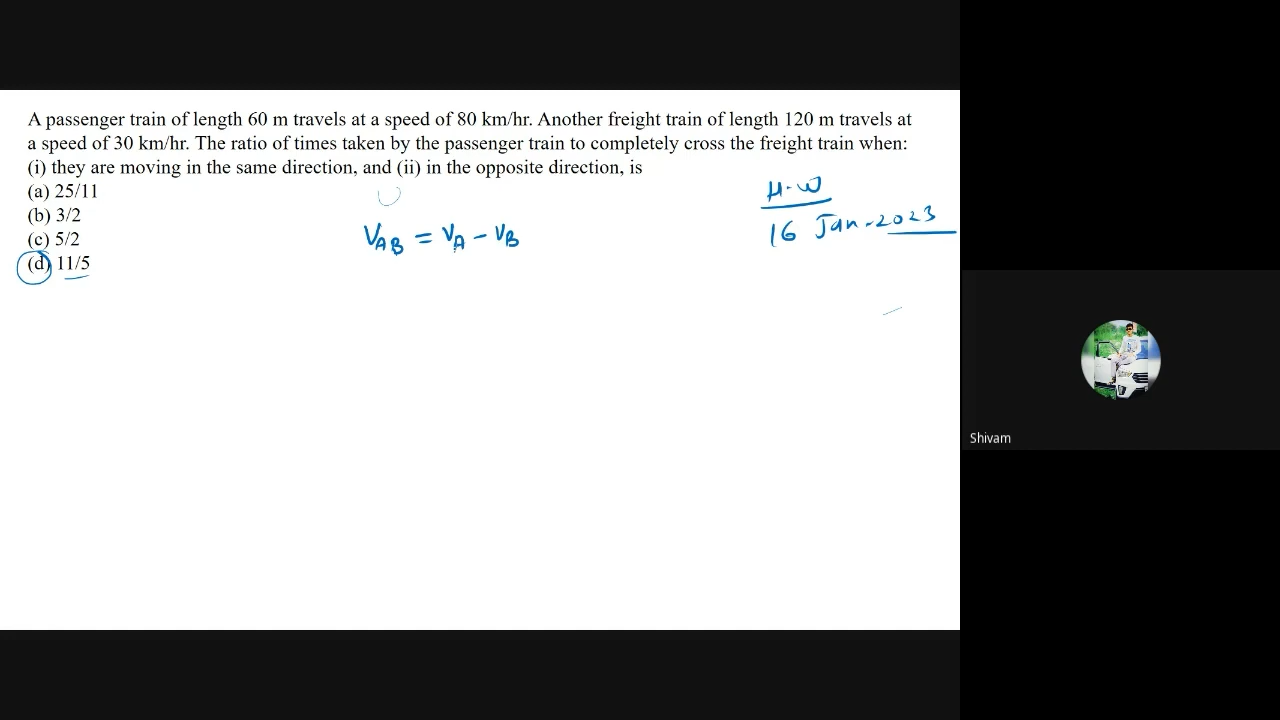 A passenger train of length 60 m travels at a speed of 80 km/hr. Another freight train of length 120 m travels at
a speed of 30 km/hr. The ratio of times taken by the passenger train to completely cross the freight train when:
(i) they are moving in the same direction, and (ii) in the opposite direction, is
(a) 25/11
(b) 3/2
(c) 5/2
(d) 11/5
V_AB = V_A - V_B
H.W
16 Jan-2023
Shivam